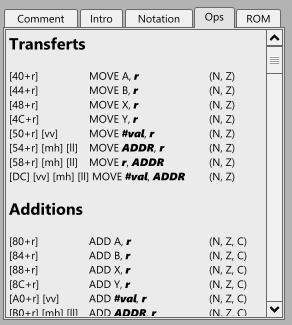 Comment Intro Notation Ops ROM
Transferts
[40+r] MOVE A, r (N, Z)
[44+r] MOVE B, r (N, Z)
[48+r] MOVE X, r (N, Z)
[4C+r] MOVE Y, r (N, Z)
[50+r] [vv] MOVE #val, r (N, Z)
[54+r] [mh] [ll] MOVE ADDR, r (N, Z)
[58+r] [mh] [ll] MOVE r, ADDR (N, Z)
[DC] [vv] [mh] [ll] MOVE #val, ADDR (N, Z)
Additions
[80+r] ADD A, r (N, Z, C)
[84+r] ADD B, r (N, Z, C)
[88+r] ADD X, r (N, Z, C)
[8C+r] ADD Y, r (N, Z, C)
[A0+r] [vv] ADD #val, r (N, Z, C)
[B0+r] [mh] [ll] ADD ADDR, r (N, Z, C)